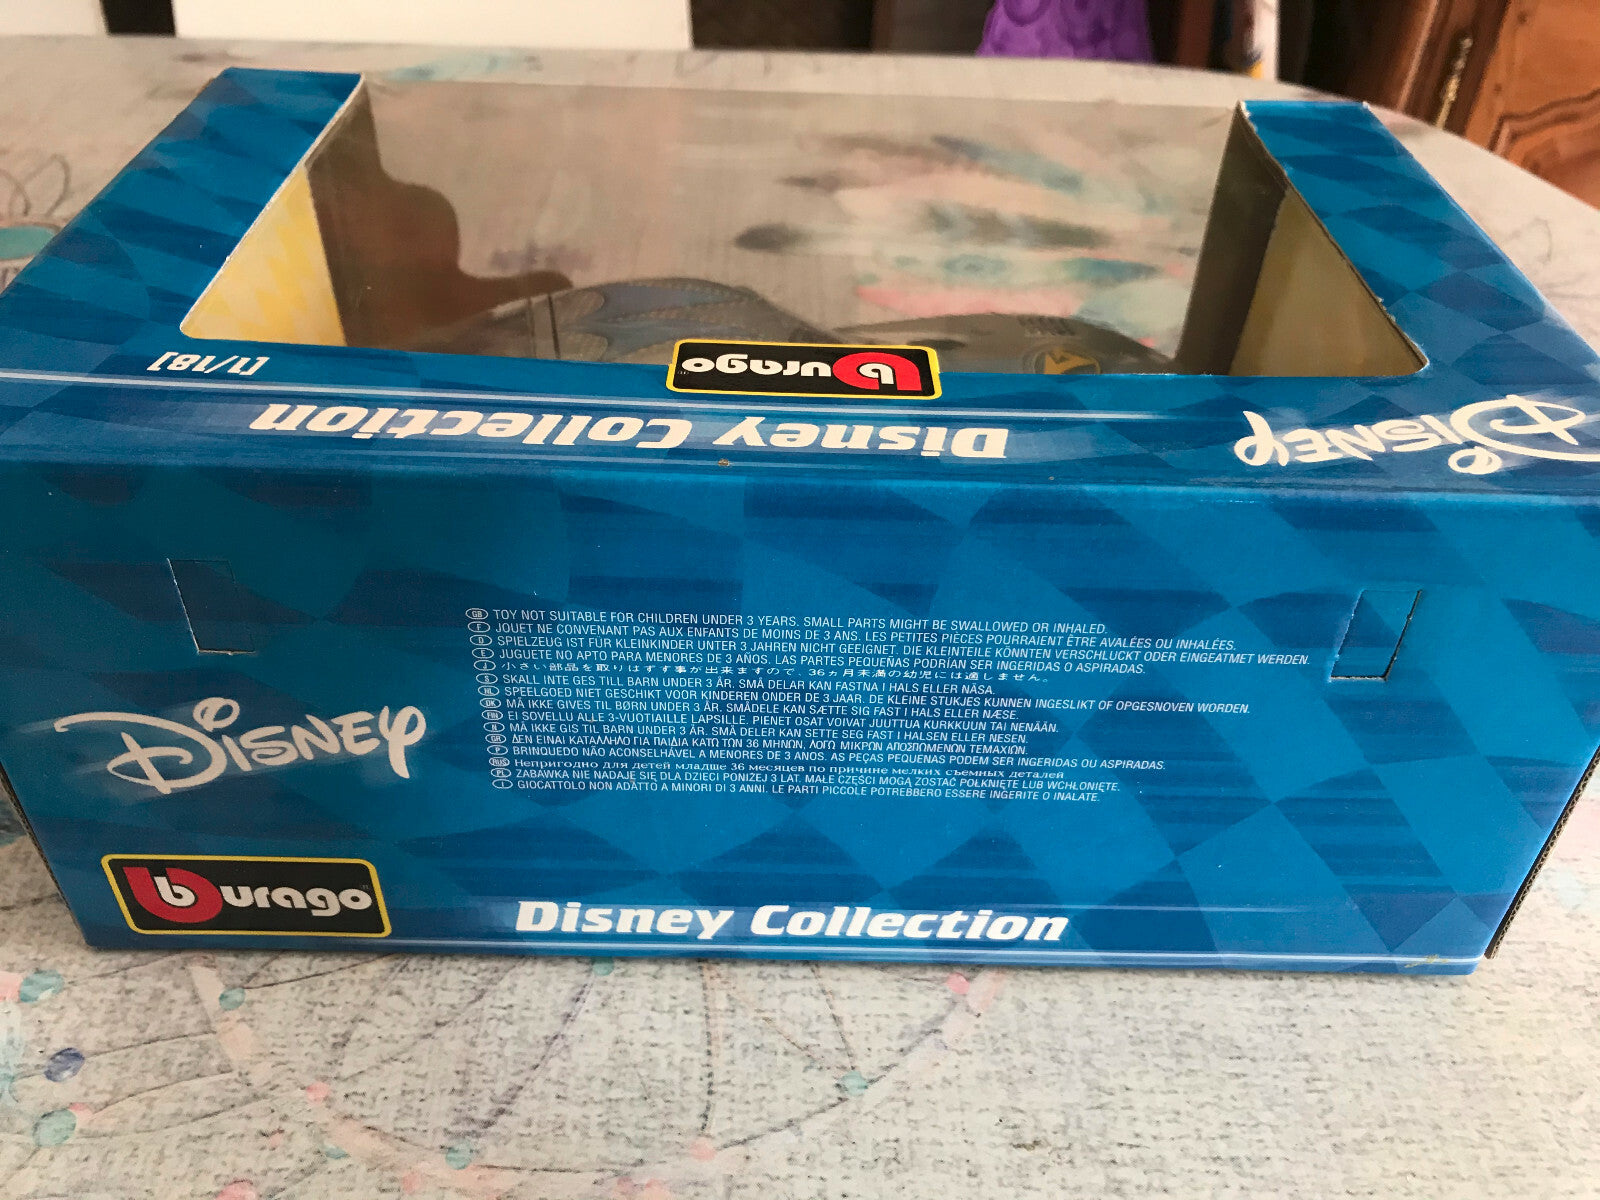 [1/18]
burago
Disney Collection
Disney
GB TOY NOT SUITABLE FOR CHILDREN UNDER 3 YEARS. SMALL PARTS MIGHT BE SWALLOWED OR INHALED.
F JOUET NE CONVENANT PAS AUX ENFANTS DE MOINS DE 3 ANS. LES PETITES PIÈCES POURRAIENT ÊTRE AVALÉES OU INHALÉES.
D SPIELZEUG IST FÜR KLEINKINDER UNTER 3 JAHREN NICHT GEEIGNET. DIE KLEINTEILE KÖNNTEN VERSCHLUCKT ODER EINGEATMET WERDEN.
E JUGUETE NO APTO PARA MENORES DE 3 AÑOS. LAS PARTES PEQUEÑAS PODRÍAN SER INGERIDAS O ASPIRADAS.
J 小さい部品を取りはずす事が出来ますので、36ヵ月未満の幼児には適しません。
S SKALL INTE GES TILL BARN UNDER 3 ÅR. SMÅ DELAR KAN FASTNA I HALS ELLER NÄSA.
NL SPEELGOED NIET GESCHIKT VOOR KINDEREN ONDER DE 3 JAAR. DE KLEINE STUKJES KUNNEN INGESLIKT OF OPGESNOVEN WORDEN.
DK MÅ IKKE GIVES TIL BØRN UNDER 3 ÅR. SMÅDELE KAN SÆTTE SIG FAST I HALS ELLER NÆSE.
FIN EI SOVELLU ALLE 3-VUOTIAILLE LAPSILLE. PIENET OSAT VOIVAT JUUTTUA KURKKUUN TAI NENÄÄN.
N MÅ IKKE GIS TIL BARN UNDER 3 ÅR. SMÅ DELER KAN SETTE SEG FAST I HALSEN ELLER NESEN.
GR ΔΕΝ ΕΙΝΑΙ ΚΑΤΑΛΛΗΛΟ ΓΙΑ ΠΑΙΔΙΑ ΚΑΤΩ ΤΩΝ 36 ΜΗΝΩΝ, ΛΟΓΩ ΜΙΚΡΩΝ ΑΠΟΣΠΩΜΕΝΩΝ ΤΕΜΑΧΙΩΝ.
P BRINQUEDO NÃO ACONSELHÁVEL A MENORES DE 3 ANOS. AS PEÇAS PEQUENAS PODEM SER INGERIDAS OU ASPIRADAS.
RUS Непригодно для детей младше 36 месяцев по причине мелких съемных деталей
PL ZABAWKA NIE NADAJE SIĘ DLA DZIECI PONIŻEJ 3 LAT. MAŁE CZĘŚCI MOGĄ ZOSTAĆ POŁKNIĘTE LUB WCHŁONIĘTE.
I GIOCATTOLO NON ADATTO A MINORI DI 3 ANNI. LE PARTI PICCOLE POTREBBERO ESSERE INGERITE O INALATE.
Disney
burago
Disney Collection